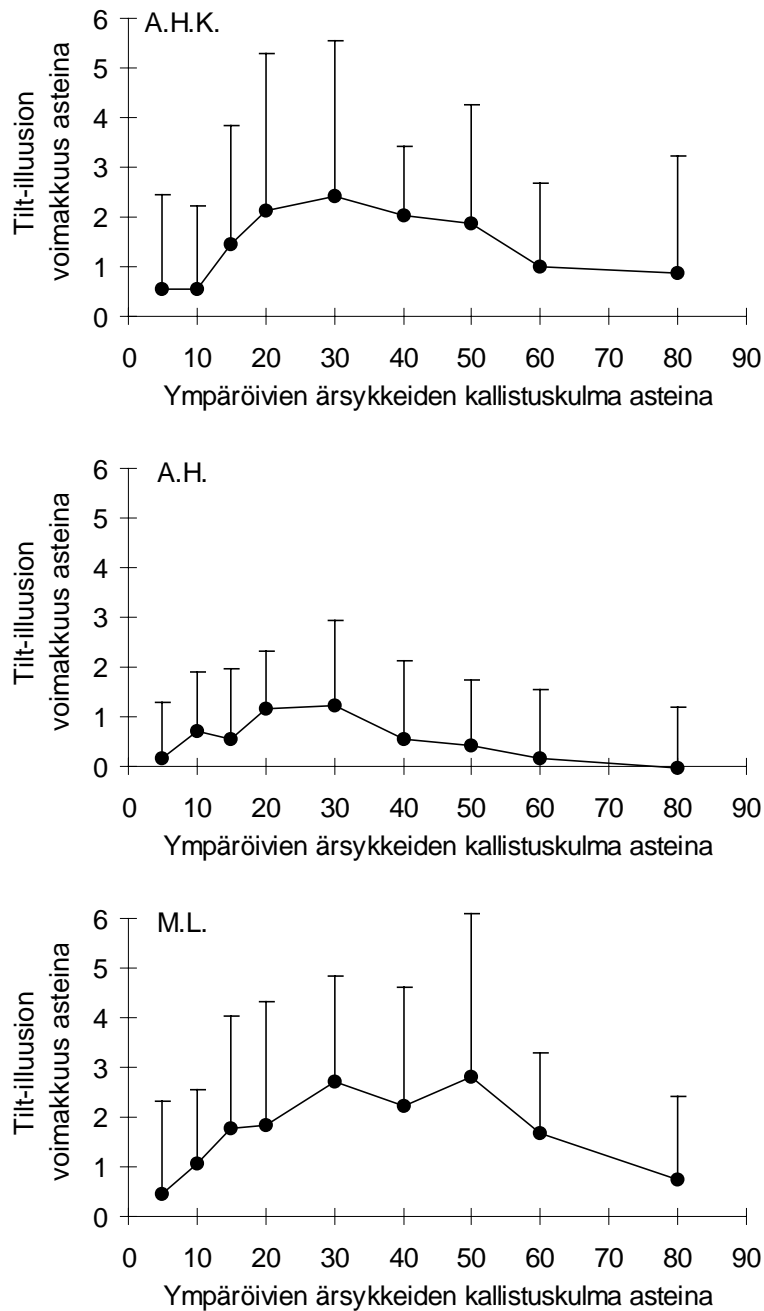 A.H.K.
Tilt-illuusion
voimakkuus asteina
6
5
4
3
2
1
0
0 10 20 30 40 50 60 70 80 90
Ympäröivien ärsykkeiden kallistuskulma asteina
A.H.
Tilt-illuusion
voimakkuus asteina
6
5
4
3
2
1
0
0 10 20 30 40 50 60 70 80 90
Ympäröivien ärsykkeiden kallistuskulma asteina
M.L.
Tilt-illuusion
voimakkuus asteina
6
5
4
3
2
1
0
0 10 20 30 40 50 60 70 80 90
Ympäröivien ärsykkeiden kallistuskulma asteina